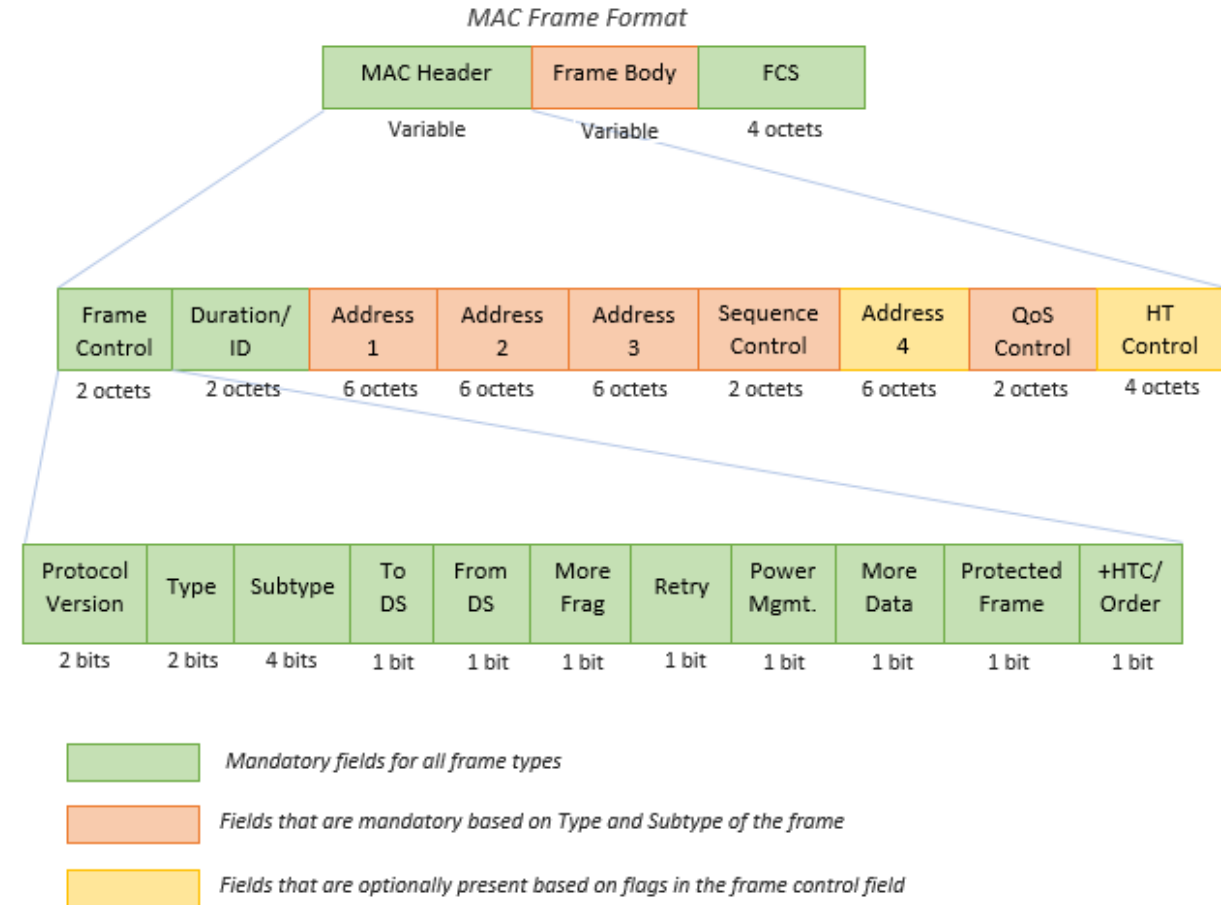 MAC Frame Format
MAC Header Frame Body FCS
Variable Variable 4 octets
Frame Duration/ Address Address Address Sequence Address QoS HT
Control ID 1 2 3 Control 4 Control Control
2 octets 2 octets 6 octets 6 octets 6 octets 2 octets 6 octets 2 octets 4 octets
Protocol Type Subtype To From More Retry Power More Protected +HTC/
Version DS DS Frag Mgmt. Data Frame Order
2 bits 2 bits 4 bits 1 bit 1 bit 1 bit 1 bit 1 bit 1 bit 1 bit 1 bit
Mandatory fields for all frame types
Fields that are mandatory based on Type and Subtype of the frame
Fields that are optionally present based on flags in the frame control field